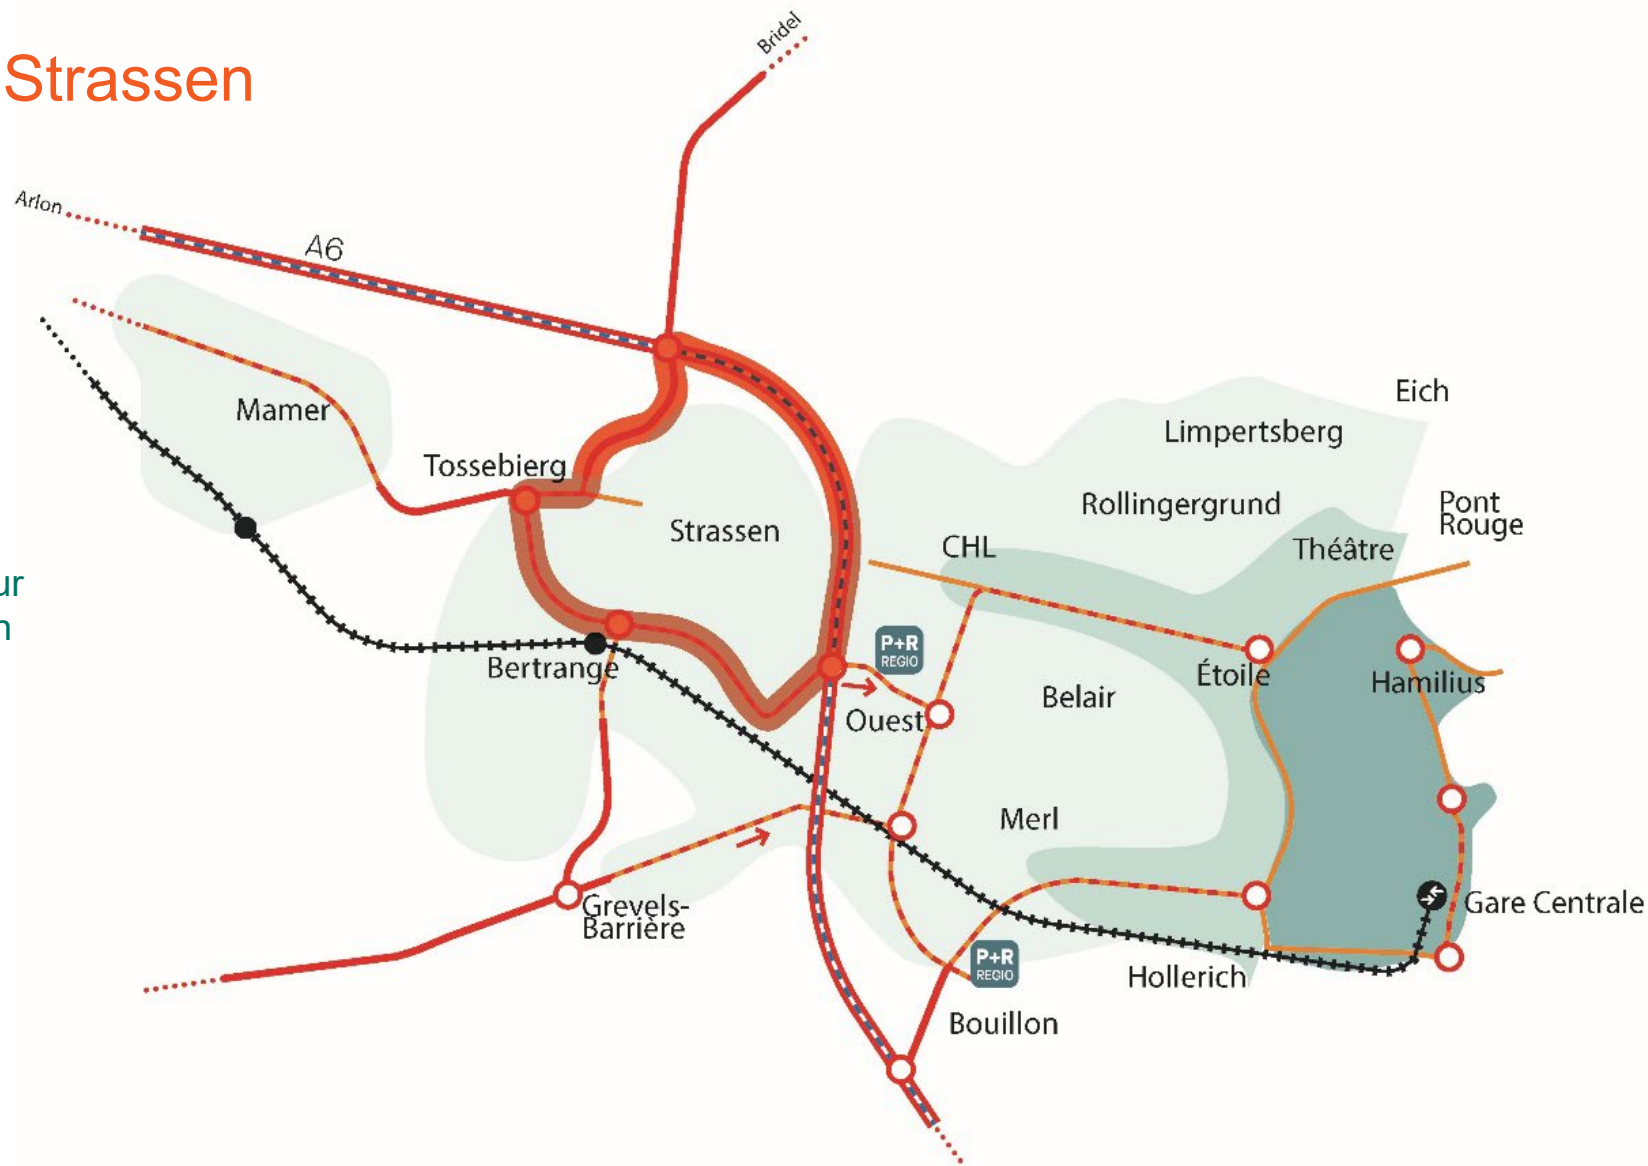 Strassen
Bridel
Arlon
A6
Mamer
Tossebierg
Strassen
Eich
Limpertsberg
Rollingergrund
Pont
Rouge
CHL
Théâtre
ur
n
P+R
REGIO
Bertrange
Étoile
Hamilius
Belair
Ouest
Merl
Grevels-
Barrière
Gare Centrale
P+R
REGIO
Hollerich
Bouillon